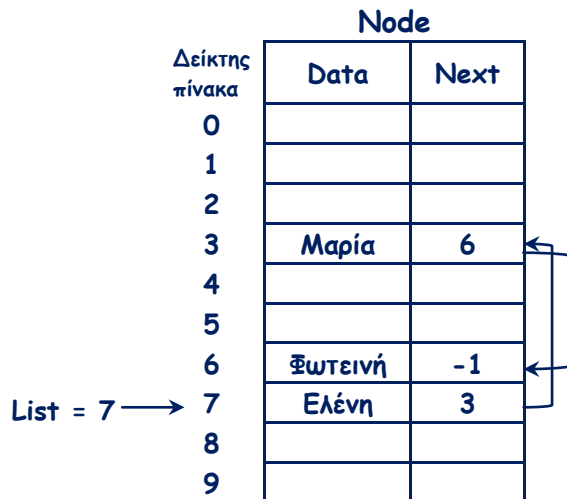 Node
Δείκτης
πίνακα
Data Next
0
1
2
3 Μαρία 6
4
5
6 Φωτεινή -1
List = 7 7 Ελένη 3
8
9